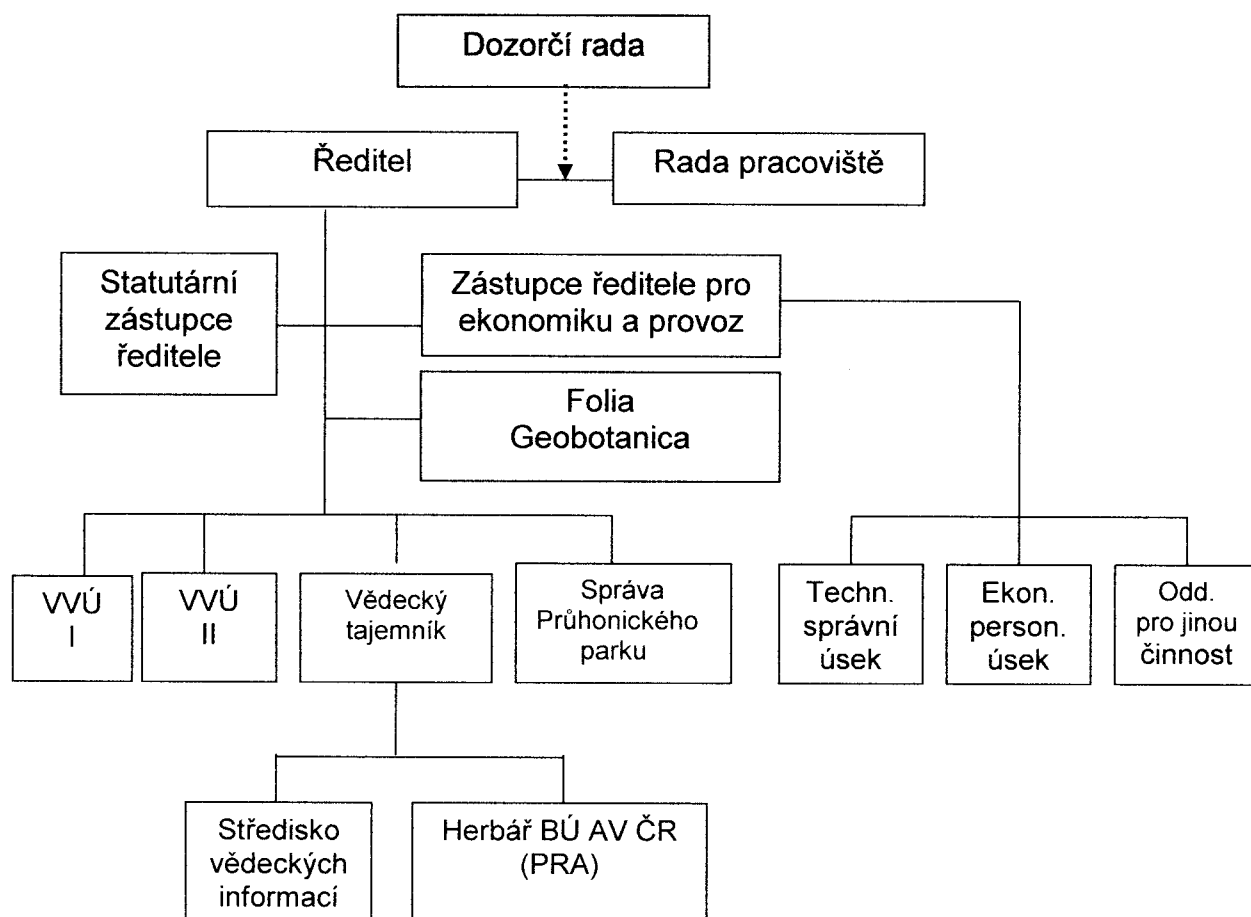 Dozorčí rada
Ředitel
Rada pracoviště
Statutární
zástupce
ředitele
Zástupce ředitele pro
ekonomiku a provoz
Folia
Geobotanica
VVÚ
I
VVÚ
II
Vědecký
tajemník
Správa
Průhonického
parku
Techn.
správní
úsek
Ekon.
person.
úsek
Odd.
pro jinou
činnost
Středisko
vědeckých
informací
Herbář BÚ AV ČR
(PRA)